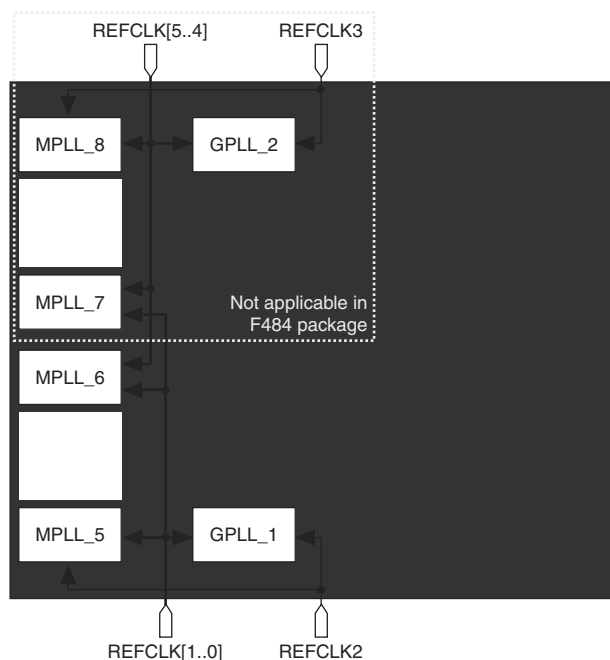 REFCLK[5..4]
REFCLK3
MPLL_8
GPLL_2
MPLL_7
Not applicable in
F484 package
MPLL_6
MPLL_5
GPLL_1
REFCLK[1..0]
REFCLK2